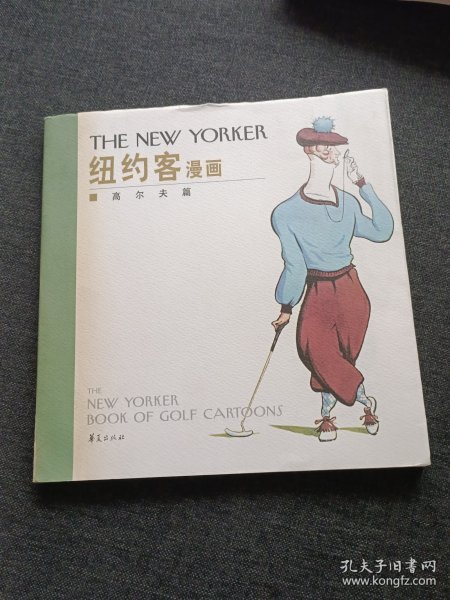 THE NEW YORKER
纽约客漫画
高尔夫篇
THE
NEW YORKER
BOOK OF GOLF CARTOONS
华夏出版社
孔夫子旧书网
www.kongfz.com